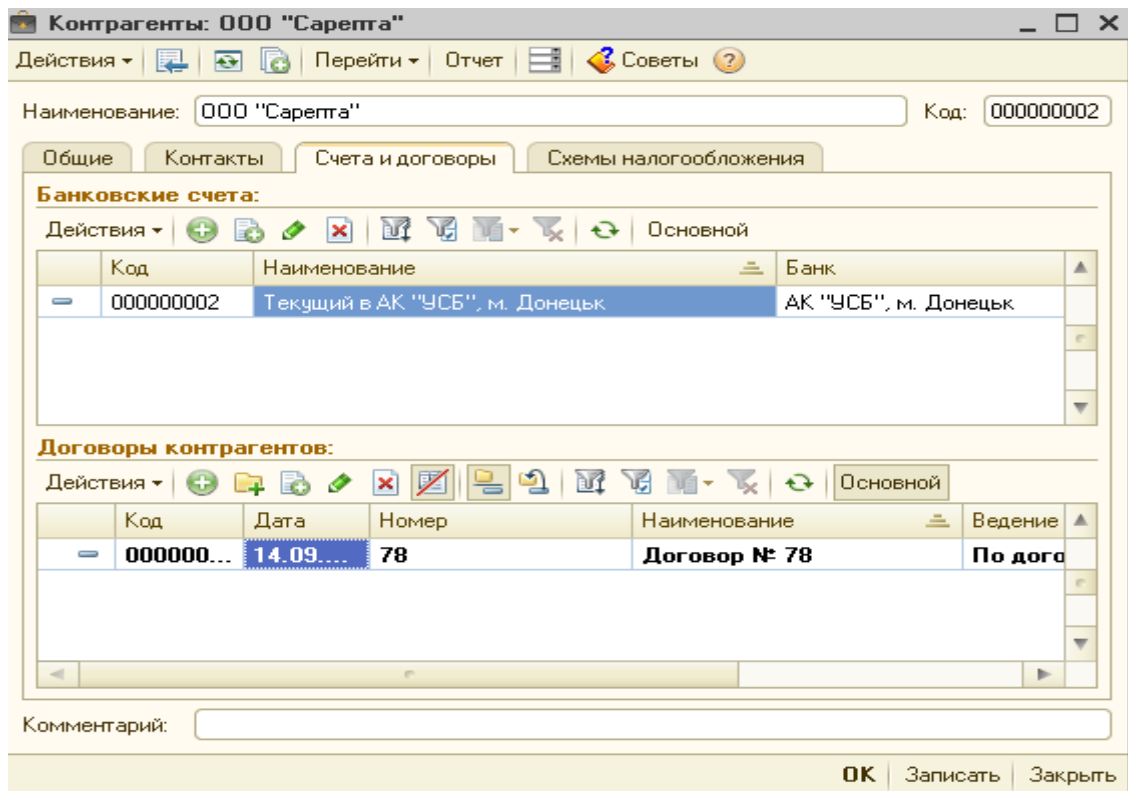 Контрагенты: ООО "Сарепта"
Действия Перейти Отчет Советы ?
Наименование: ООО "Сарепта" Код: 000000002
Общие Контакты Счета и договоры Схемы налогообложения
Банковские счета:
Действия Основной
Код Наименование Банк
000000002 Текущий в АК "УСБ", м. Донецьк АК "УСБ", м. Донецьк
Договоры контрагентов:
Действия Основной
Код Дата Номер Наименование Ведение
000000... 14.09.... 78 Договор № 78 По дого
Комментарий:
OK Записать Закрыть